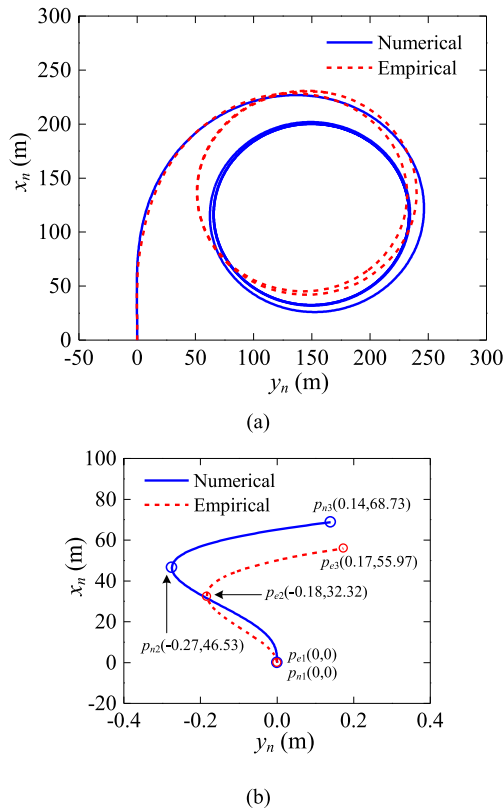 300
250
200
150
100
50
0
x_n (m)
Numerical
Empirical
-50 0 50 100 150 200 250 300
y_n (m)
(a)
100
80
60
40
20
0
-20
x_n (m)
Numerical
Empirical
p_n3(0.14,68.73)
p_e3(0.17,55.97)
p_e2(-0.18,32.32)
p_n2(-0.27,46.53)
p_e1(0,0)
p_n1(0,0)
-0.4 -0.2 0.0 0.2 0.4
y_n (m)
(b)